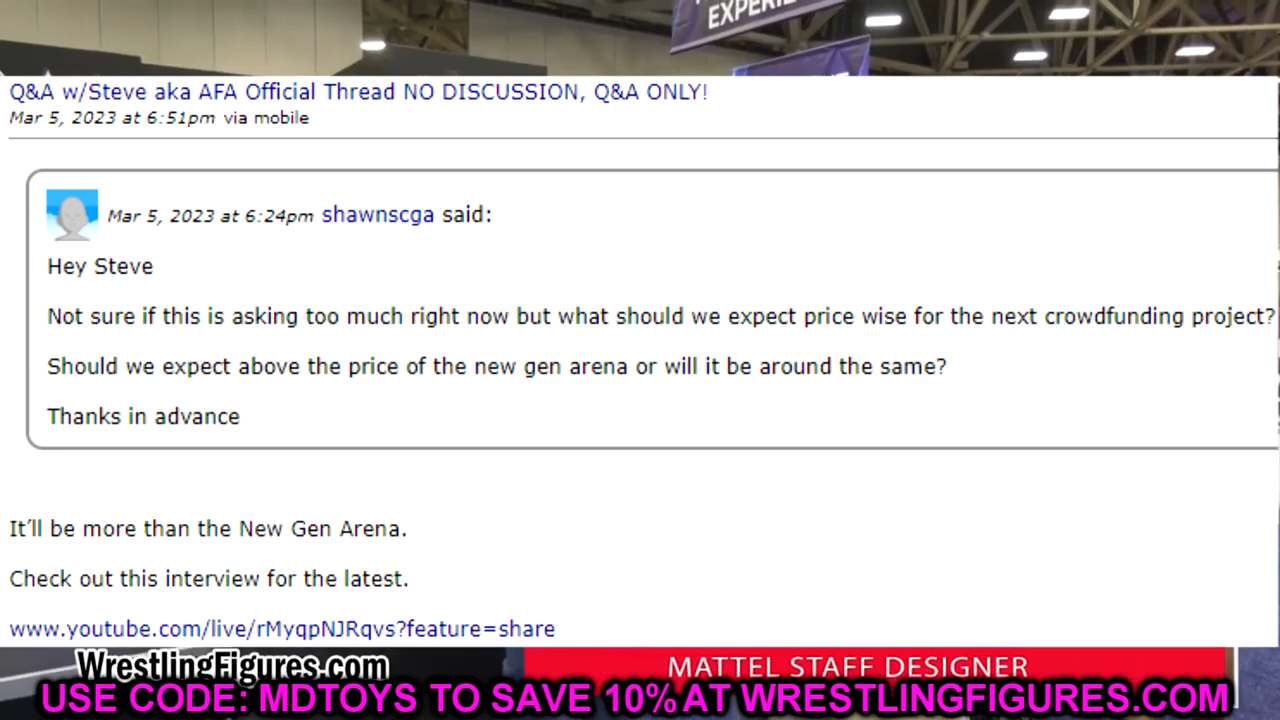 EXPERI
Q&A w/Steve aka AFA Official Thread NO DISCUSSION, Q&A ONLY!
Mar 5, 2023 at 6:51pm via mobile
Mar 5, 2023 at 6:24pm shawnscga said:
Hey Steve
Not sure if this is asking too much right now but what should we expect price wise for the next crowdfunding project?
Should we expect above the price of the new gen arena or will it be around the same?
Thanks in advance
It'll be more than the New Gen Arena.
Check out this interview for the latest.
www.youtube.com/live/rMyqpNJRqvs?feature=share
WrestlingFigures.com
MATTEL STAFF DESIGNER
USE CODE: MDTOYS TO SAVE 10% AT WRESTLINGFIGURES.COM